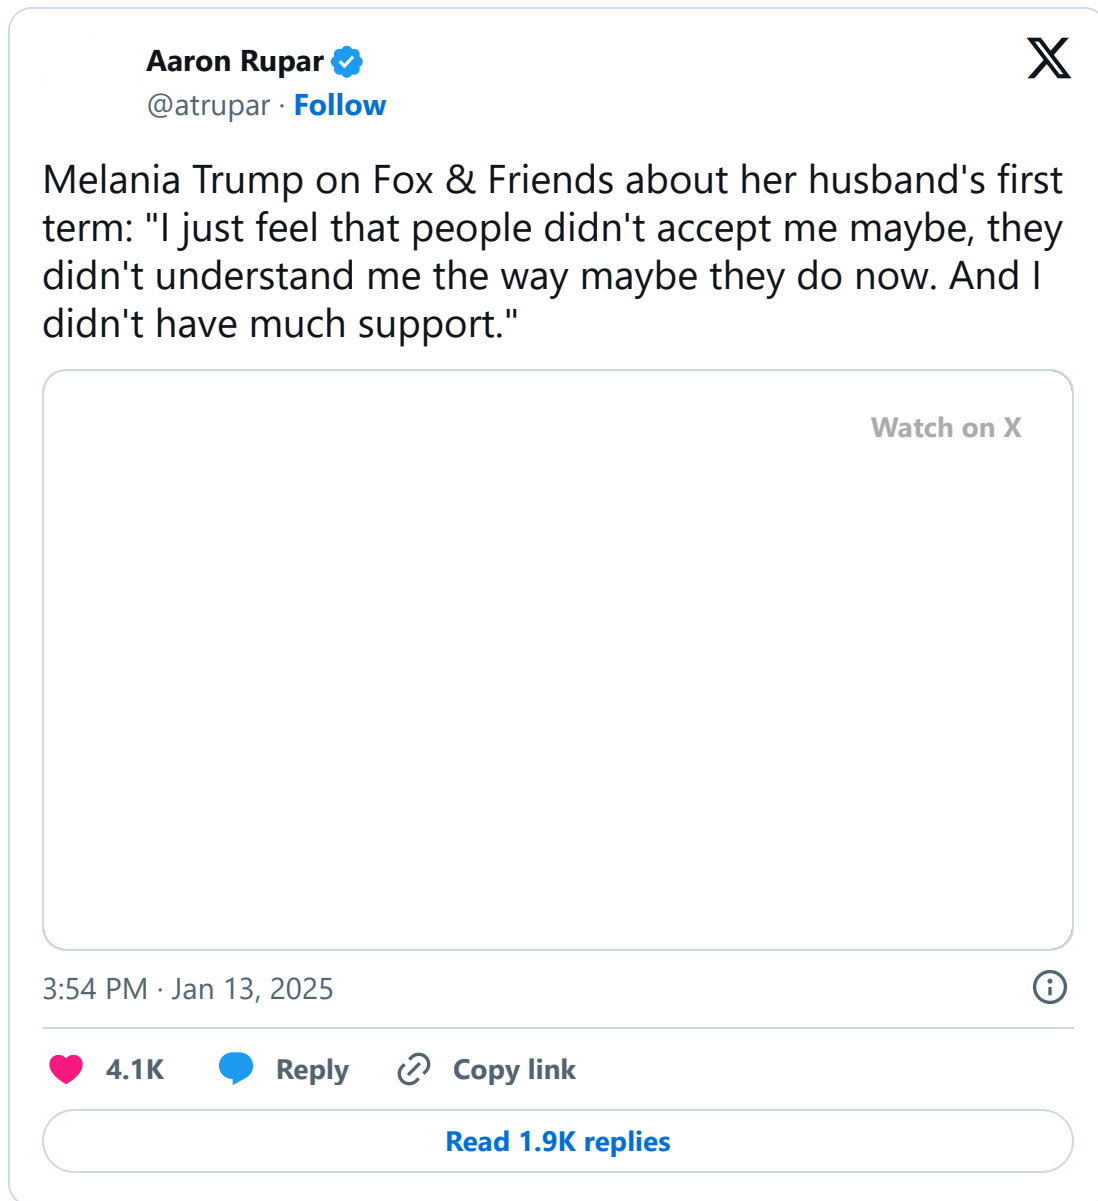 Aaron Rupar
@atrupar · Follow
Melania Trump on Fox & Friends about her husband's first
term: "I just feel that people didn't accept me maybe, they
didn't understand me the way maybe they do now. And I
didn't have much support."
Watch on X
3:54 PM · Jan 13, 2025
4.1K Reply Copy link
Read 1.9K replies